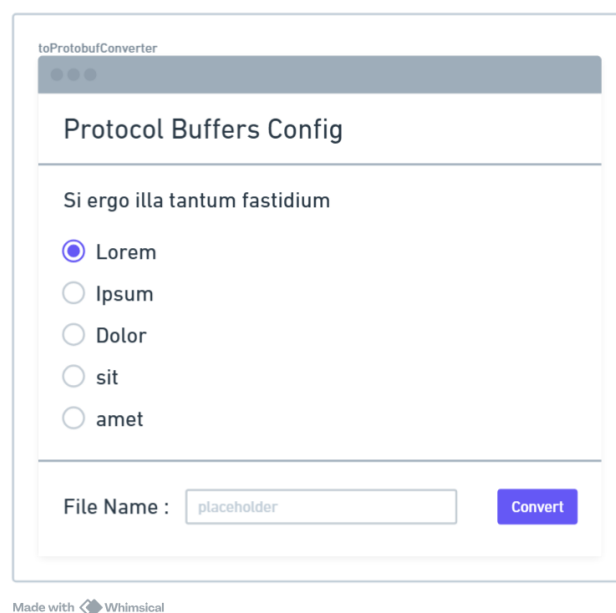 toProtobufConverter
Protocol Buffers Config
Si ergo illa tantum fastidium
Lorem
Ipsum
Dolor
sit
amet
File Name : placeholder Convert
Made with Whimsical